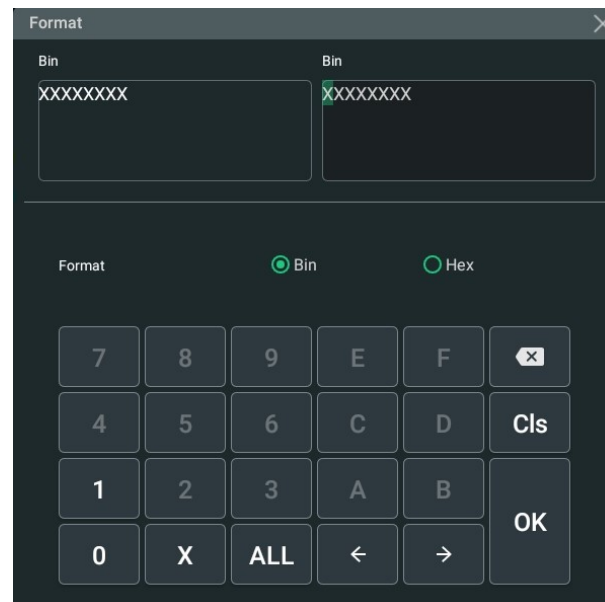 Format
Bin
Bin
XXXXXXXX
XXXXXXXX
Format
Bin
Hex
7 8 9 E F
4 5 6 C D Cls
1 2 3 A B
OK
0 X ALL ← →